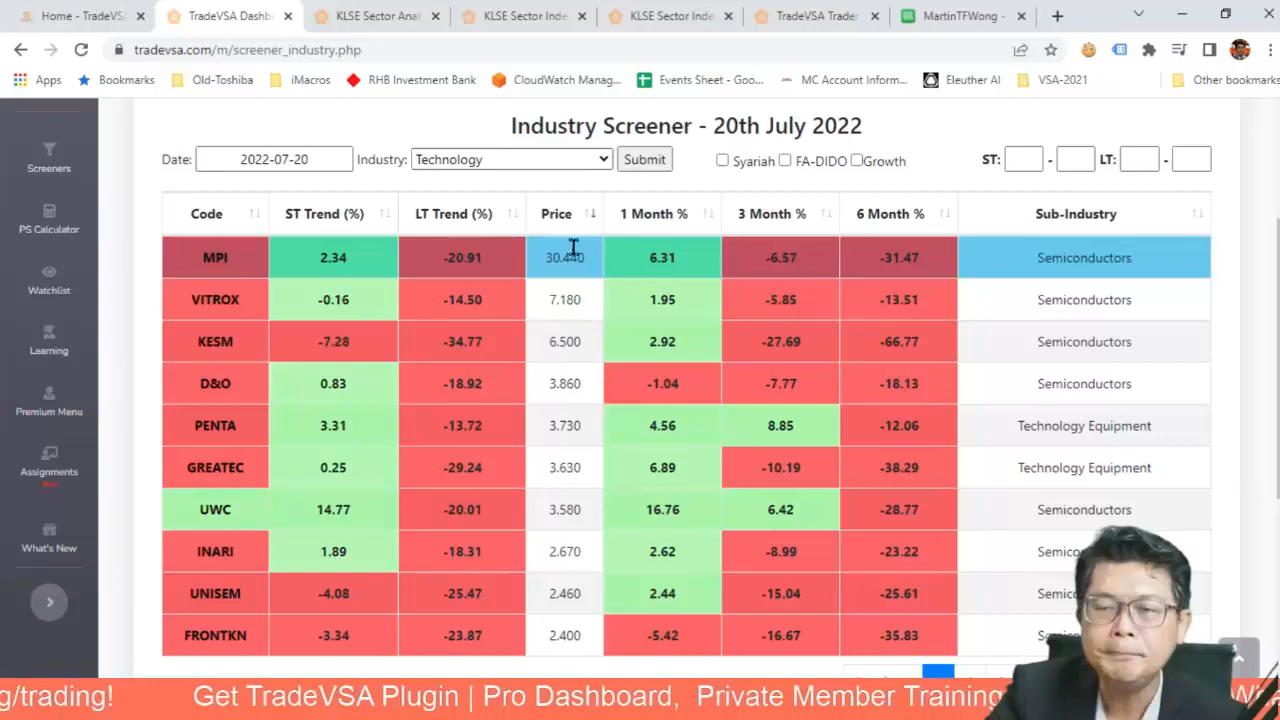 Home - TradeVS
TradeVSA Dashb
KLSE Sector Ana
KLSE Sector Inde
KLSE Sector Inde
TradeVSA Trader
MartinTFWong -
tradevsa.com/m/screener_industry.php
Apps
Bookmarks
Old-Toshiba
iMacros
RHB Investment Bank
CloudWatch Manag...
Events Sheet - Goo...
MC Account Inform...
Eleuther AI
VSA-2021
Other bookmarks
Screeners
PS Calculator
Watchlist
Learning
Premium Menu
Assignments
What's New
Industry Screener - 20th July 2022
Date: 2022-07-20 Industry: Technology Submit Syariah FA-DIDO Growth ST: - LT: -
Code ST Trend (%) LT Trend (%) Price 1 Month % 3 Month % 6 Month % Sub-Industry
MPI 2.34 -20.91 30.440 6.31 -6.57 -31.47 Semiconductors
VITROX -0.16 -14.50 7.180 1.95 -5.85 -13.51 Semiconductors
KESM -7.28 -34.77 6.500 2.92 -27.69 -66.77 Semiconductors
D&O 0.83 -18.92 3.860 -1.04 -7.77 -18.13 Semiconductors
PENTA 3.31 -13.72 3.730 4.56 8.85 -12.06 Technology Equipment
GREATEC 0.25 -29.24 3.630 6.89 -10.19 -38.29 Technology Equipment
UWC 14.77 -20.01 3.580 16.76 6.42 -28.77 Semiconductors
INARI 1.89 -18.31 2.670 2.62 -8.99 -23.22 Semic
UNISEM -4.08 -25.47 2.460 2.44 -15.04 -25.61 Semic
FRONTKN -3.34 -23.87 2.400 -5.42 -16.67 -35.83
g/trading! Get TradeVSA Plugin | Pro Dashboard, Private Member Training